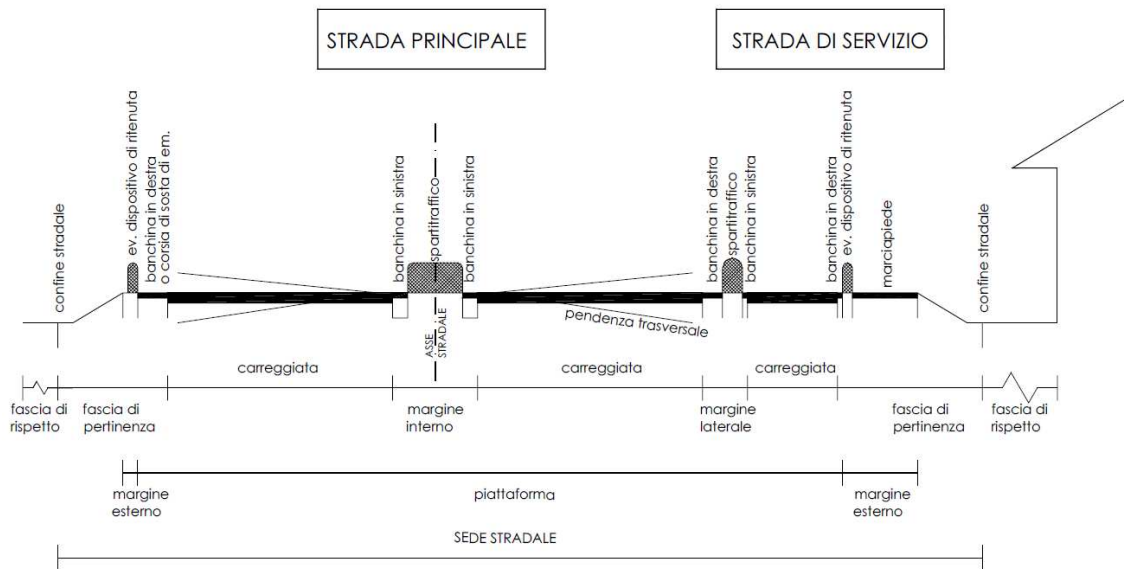 STRADA PRINCIPALE
STRADA DI SERVIZIO
confine stradale
ev. dispositivo di ritenuta
banchina in destra
o corsia di sosta di em.
banchina in sinistra
spartitraffico
banchina in sinistra
banchina in destra
spartitraffico
banchina in sinistra
banchina in destra
ev. dispositivo di ritenuta
marciapiede
confine stradale
pendenza trasversale
ASSE
STRADALE
carreggiata
carreggiata
carreggiata
fascia di
rispetto
fascia di
pertinenza
margine
interno
margine
laterale
fascia di
pertinenza
fascia di
rispetto
margine
esterno
piattaforma
margine
esterno
SEDE STRADALE